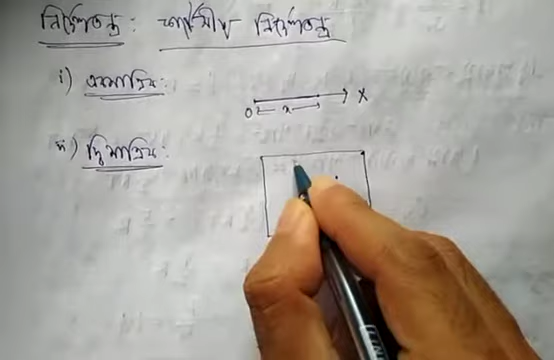 নির্দেশতন্ত্র : কার্তেসীয় নির্দেশতন্ত্র
i) একমাত্রিক:
O x X
ii) দ্বিমাত্রিক: